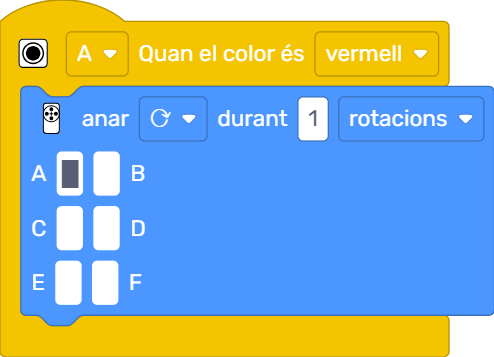 A Quan el color és vermell
anar durant 1 rotacions
A B
C D
E F